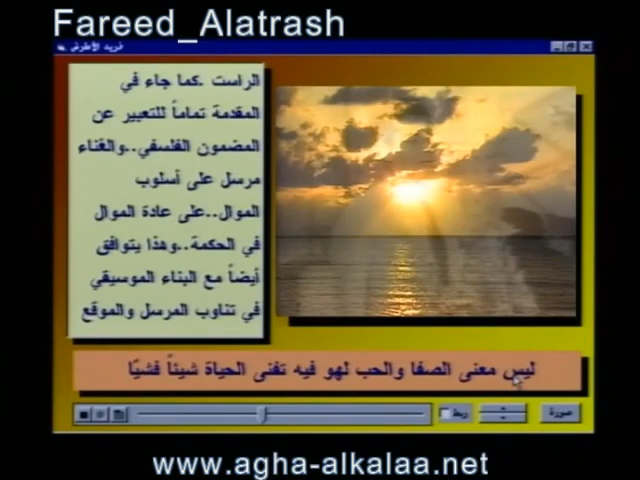 Fareed_Alatrash
فريد الأطرش
الراست .كما جاء في
المقدمة تماماً للتعبير عن
المضمون الفلسفي..والغناء
مرسل على أسلوب
الموال..على عادة الموال
في الحكمة..وهذا يتوافق
أيضاً مع البناء الموسيقي
في تناوب المرسل والموقع
ليس معنى الصفا والحب لهو فيه تفنى الحياة شيئاً فشيّا
ربط
صورة
www.agha-alkalaa.net